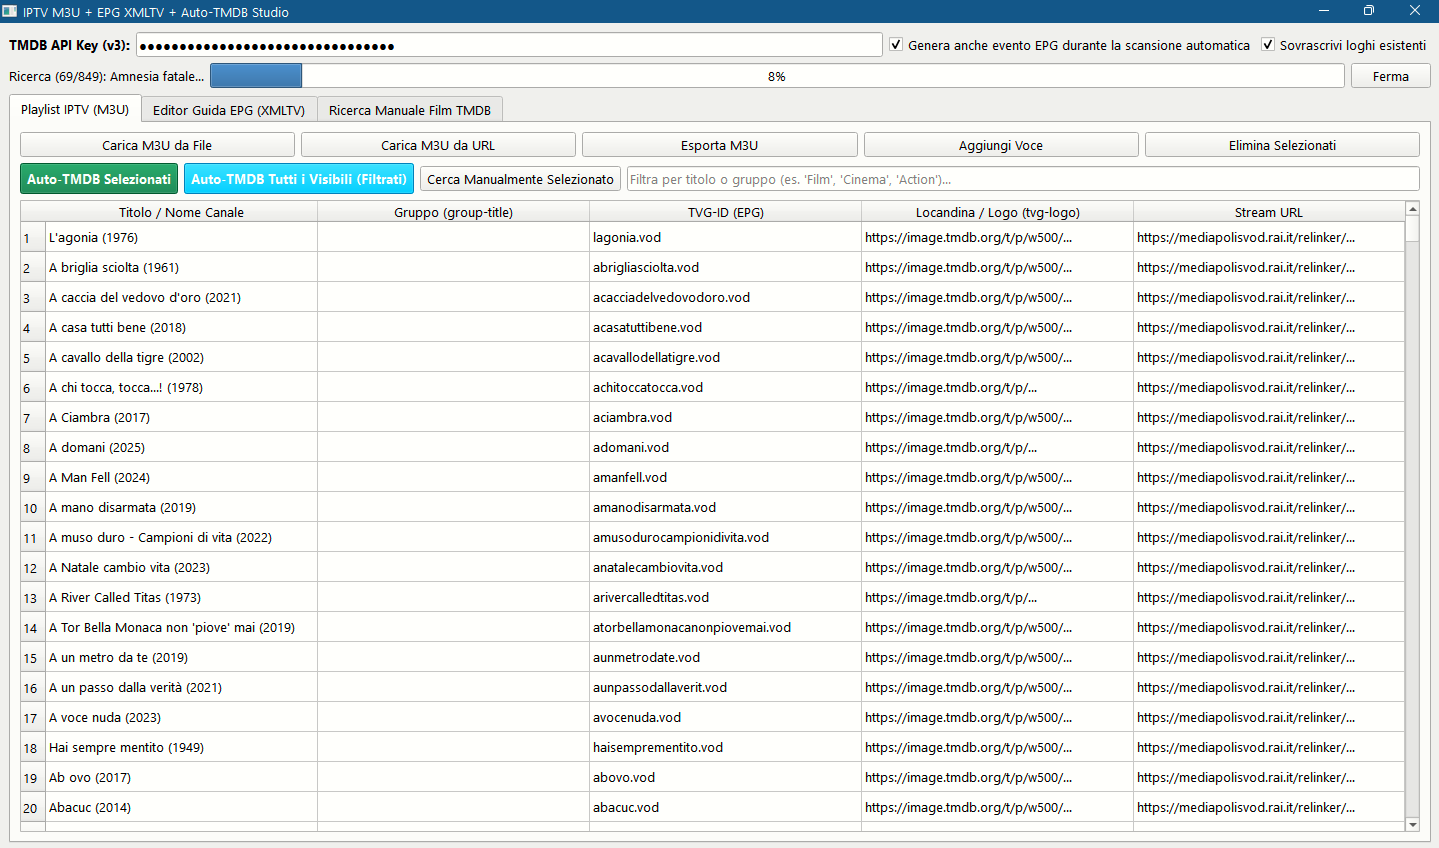 IPTV M3U + EPG XMLTV + Auto-TMDB Studio
TMDB API Key (v3): ●●●●●●●●●●●●●●●●●●●●●●●●●●●●●●●● Genera anche evento EPG durante la scansione automatica Sovrascrivi loghi esistenti
Ricerca (69/849): Amnesia fatale... 8% Ferma
Playlist IPTV (M3U) Editor Guida EPG (XMLTV) Ricerca Manuale Film TMDB
Carica M3U da File Carica M3U da URL Esporta M3U Aggiungi Voce Elimina Selezionati
Auto-TMDB Selezionati Auto-TMDB Tutti i Visibili (Filtrati) Cerca Manualmente Selezionato Filtra per titolo o gruppo (es. 'Film', 'Cinema', 'Action')...
Titolo / Nome Canale Gruppo (group-title) TVG-ID (EPG) Locandina / Logo (tvg-logo) Stream URL
1 L'agonia (1976) lagonia.vod https://image.tmdb.org/t/p/w500/... https://mediapolisvod.rai.it/relinker/...
2 A briglia sciolta (1961) abrigliasciolta.vod https://image.tmdb.org/t/p/w500/... https://mediapolisvod.rai.it/relinker/...
3 A caccia del vedovo d'oro (2021) acacciadelvedovodoro.vod https://image.tmdb.org/t/p/w500/... https://mediapolisvod.rai.it/relinker/...
4 A casa tutti bene (2018) acasatuttibene.vod https://image.tmdb.org/t/p/w500/... https://mediapolisvod.rai.it/relinker/...
5 A cavallo della tigre (2002) acavallodellatigre.vod https://image.tmdb.org/t/p/w500/... https://mediapolisvod.rai.it/relinker/...
6 A chi tocca, tocca...! (1978) achitoccatocca.vod https://image.tmdb.org/t/p/... https://mediapolisvod.rai.it/relinker/...
7 A Ciambra (2017) aciambra.vod https://image.tmdb.org/t/p/w500/... https://mediapolisvod.rai.it/relinker/...
8 A domani (2025) adomani.vod https://image.tmdb.org/t/p/... https://mediapolisvod.rai.it/relinker/...
9 A Man Fell (2024) amanfell.vod https://image.tmdb.org/t/p/w500/... https://mediapolisvod.rai.it/relinker/...
10 A mano disarmata (2019) amanodisarmata.vod https://image.tmdb.org/t/p/w500/... https://mediapolisvod.rai.it/relinker/...
11 A muso duro - Campioni di vita (2022) amusodurocampionidivita.vod https://image.tmdb.org/t/p/w500/... https://mediapolisvod.rai.it/relinker/...
12 A Natale cambio vita (2023) anatalecambiovita.vod https://image.tmdb.org/t/p/w500/... https://mediapolisvod.rai.it/relinker/...
13 A River Called Titas (1973) arivercalledtitas.vod https://image.tmdb.org/t/p/... https://mediapolisvod.rai.it/relinker/...
14 A Tor Bella Monaca non 'piove' mai (2019) atorbellamonacanonpiovemai.vod https://image.tmdb.org/t/p/w500/... https://mediapolisvod.rai.it/relinker/...
15 A un metro da te (2019) aunmetrodate.vod https://image.tmdb.org/t/p/w500/... https://mediapolisvod.rai.it/relinker/...
16 A un passo dalla verità (2021) aunpassodallaverit.vod https://image.tmdb.org/t/p/w500/... https://mediapolisvod.rai.it/relinker/...
17 A voce nuda (2023) avocenuda.vod https://image.tmdb.org/t/p/w500/... https://mediapolisvod.rai.it/relinker/...
18 Hai sempre mentito (1949) haisemprementito.vod https://image.tmdb.org/t/p/w500/... https://mediapolisvod.rai.it/relinker/...
19 Ab ovo (2017) abovo.vod https://image.tmdb.org/t/p/w500/... https://mediapolisvod.rai.it/relinker/...
20 Abacuc (2014) abacuc.vod https://image.tmdb.org/t/p/w500/... https://mediapolisvod.rai.it/relinker/...